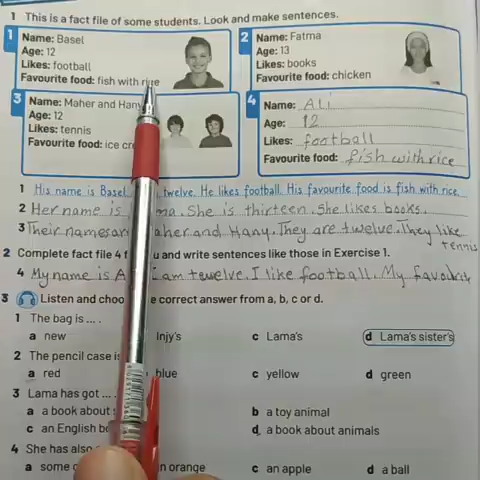 1 This is a fact file of some students. Look and make sentences.
1 Name: Basel
Age: 12
Likes: football
Favourite food: fish with rice
2 Name: Fatma
Age: 13
Likes: books
Favourite food: chicken
3 Name: Maher and Hany
Age: 12
Likes: tennis
Favourite food: ice
4 Name: Ali
Age: 12
Likes: football
Favourite food: fish with rice
1 His name is Basel. twelve. He likes football. His favourite food is fish with rice.
2 Her name is She is thirteen. She likes books.
3 Their names and Hany. They are twelve. They like tennis
2 Complete fact file 4 and write sentences like those in Exercise 1.
4 My name is I am tewelve. I like football. My favourite
3 Listen and correct answer from a, b, c or d.
1 The bag is ... .
a new Injy's c Lama's d Lama's sister's
2 The pencil case
a red blue c yellow d green
3 Lama has got ... .
a a book about b a toy animal
c an English d a book about animals
4 She has also
a some orange c an apple d a ball